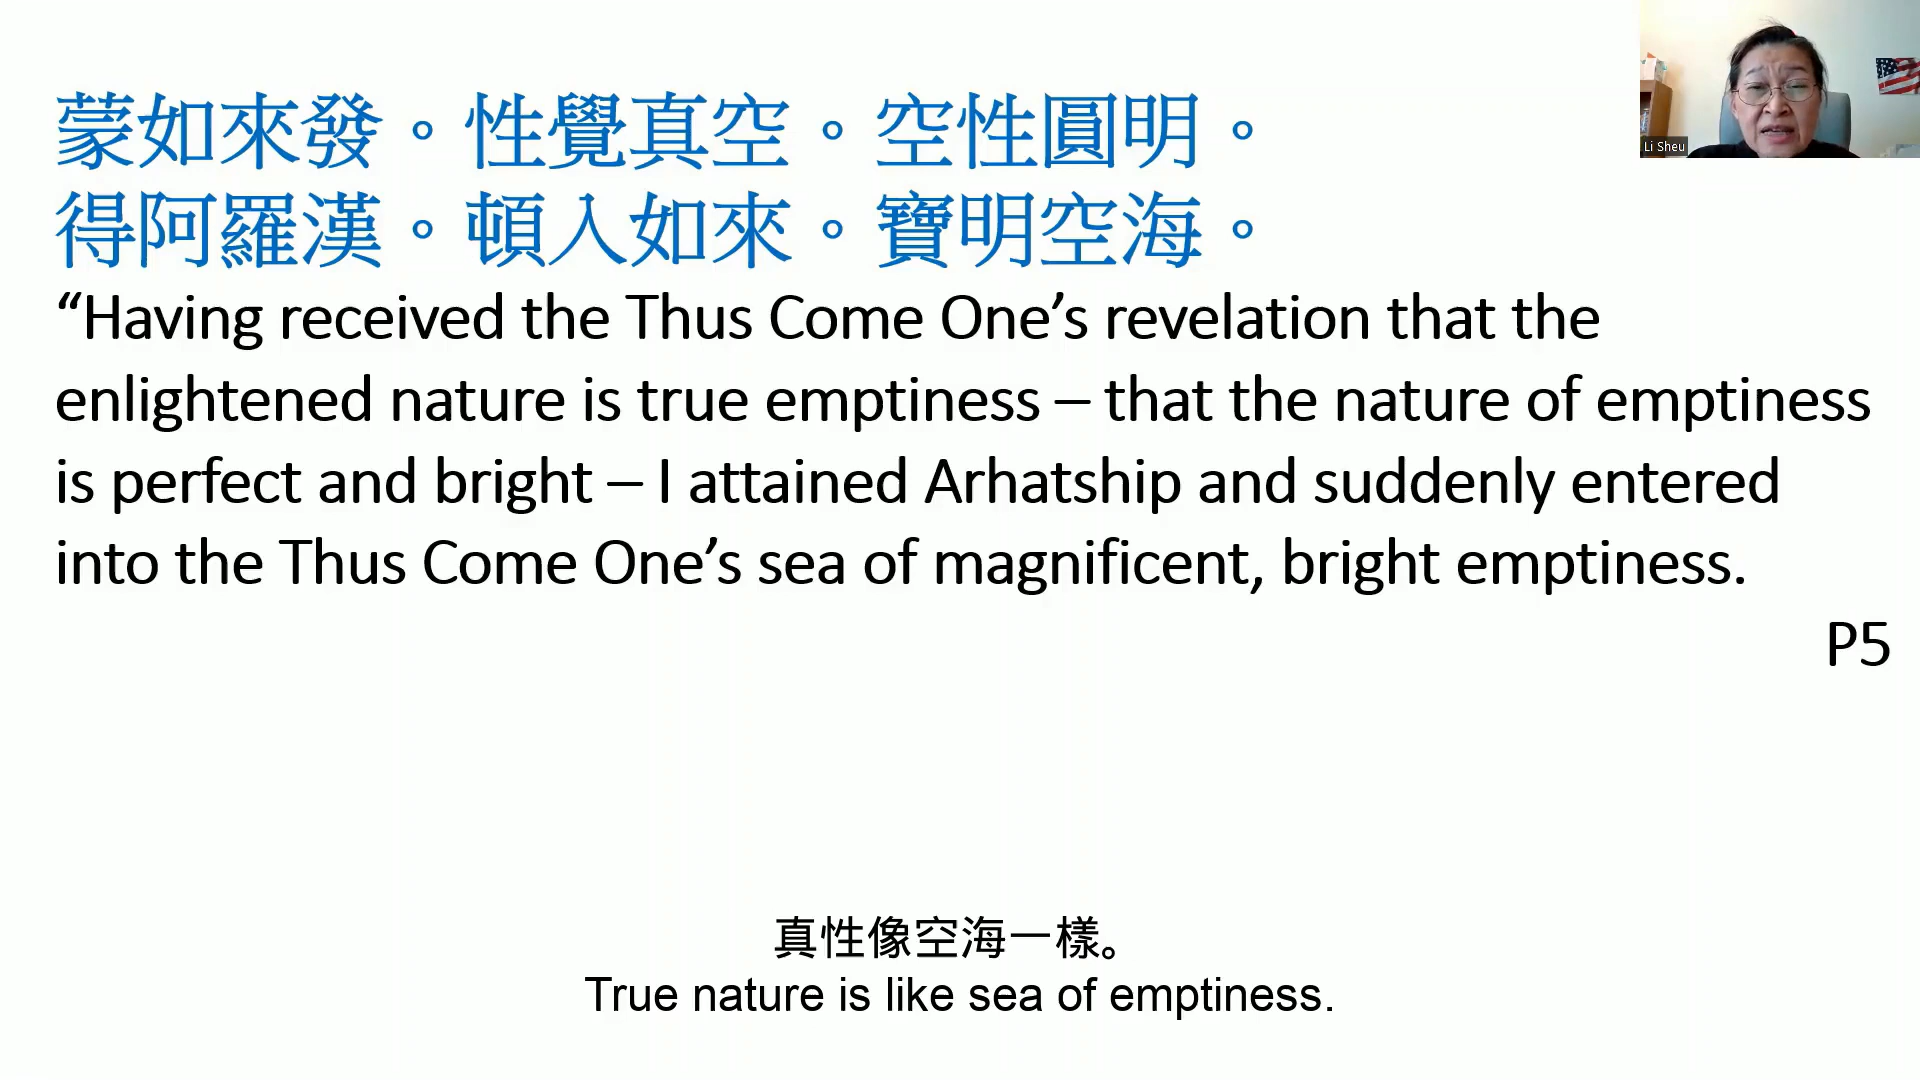 蒙如來發。性覺真空。空性圓明。
得阿羅漢。頓入如來。寶明空海。
“Having received the Thus Come One’s revelation that the
enlightened nature is true emptiness – that the nature of emptiness
is perfect and bright – I attained Arhatship and suddenly entered
into the Thus Come One’s sea of magnificent, bright emptiness.
P5
Li Sheu
真性像空海一樣。
True nature is like sea of emptiness.